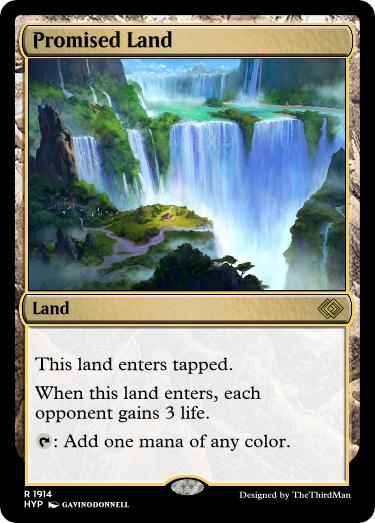 Promised Land
Land
This land enters tapped.
When this land enters, each
opponent gains 3 life.
: Add one mana of any color.
R 1914
HYP GAVINODONNELL
Designed by TheThirdMan